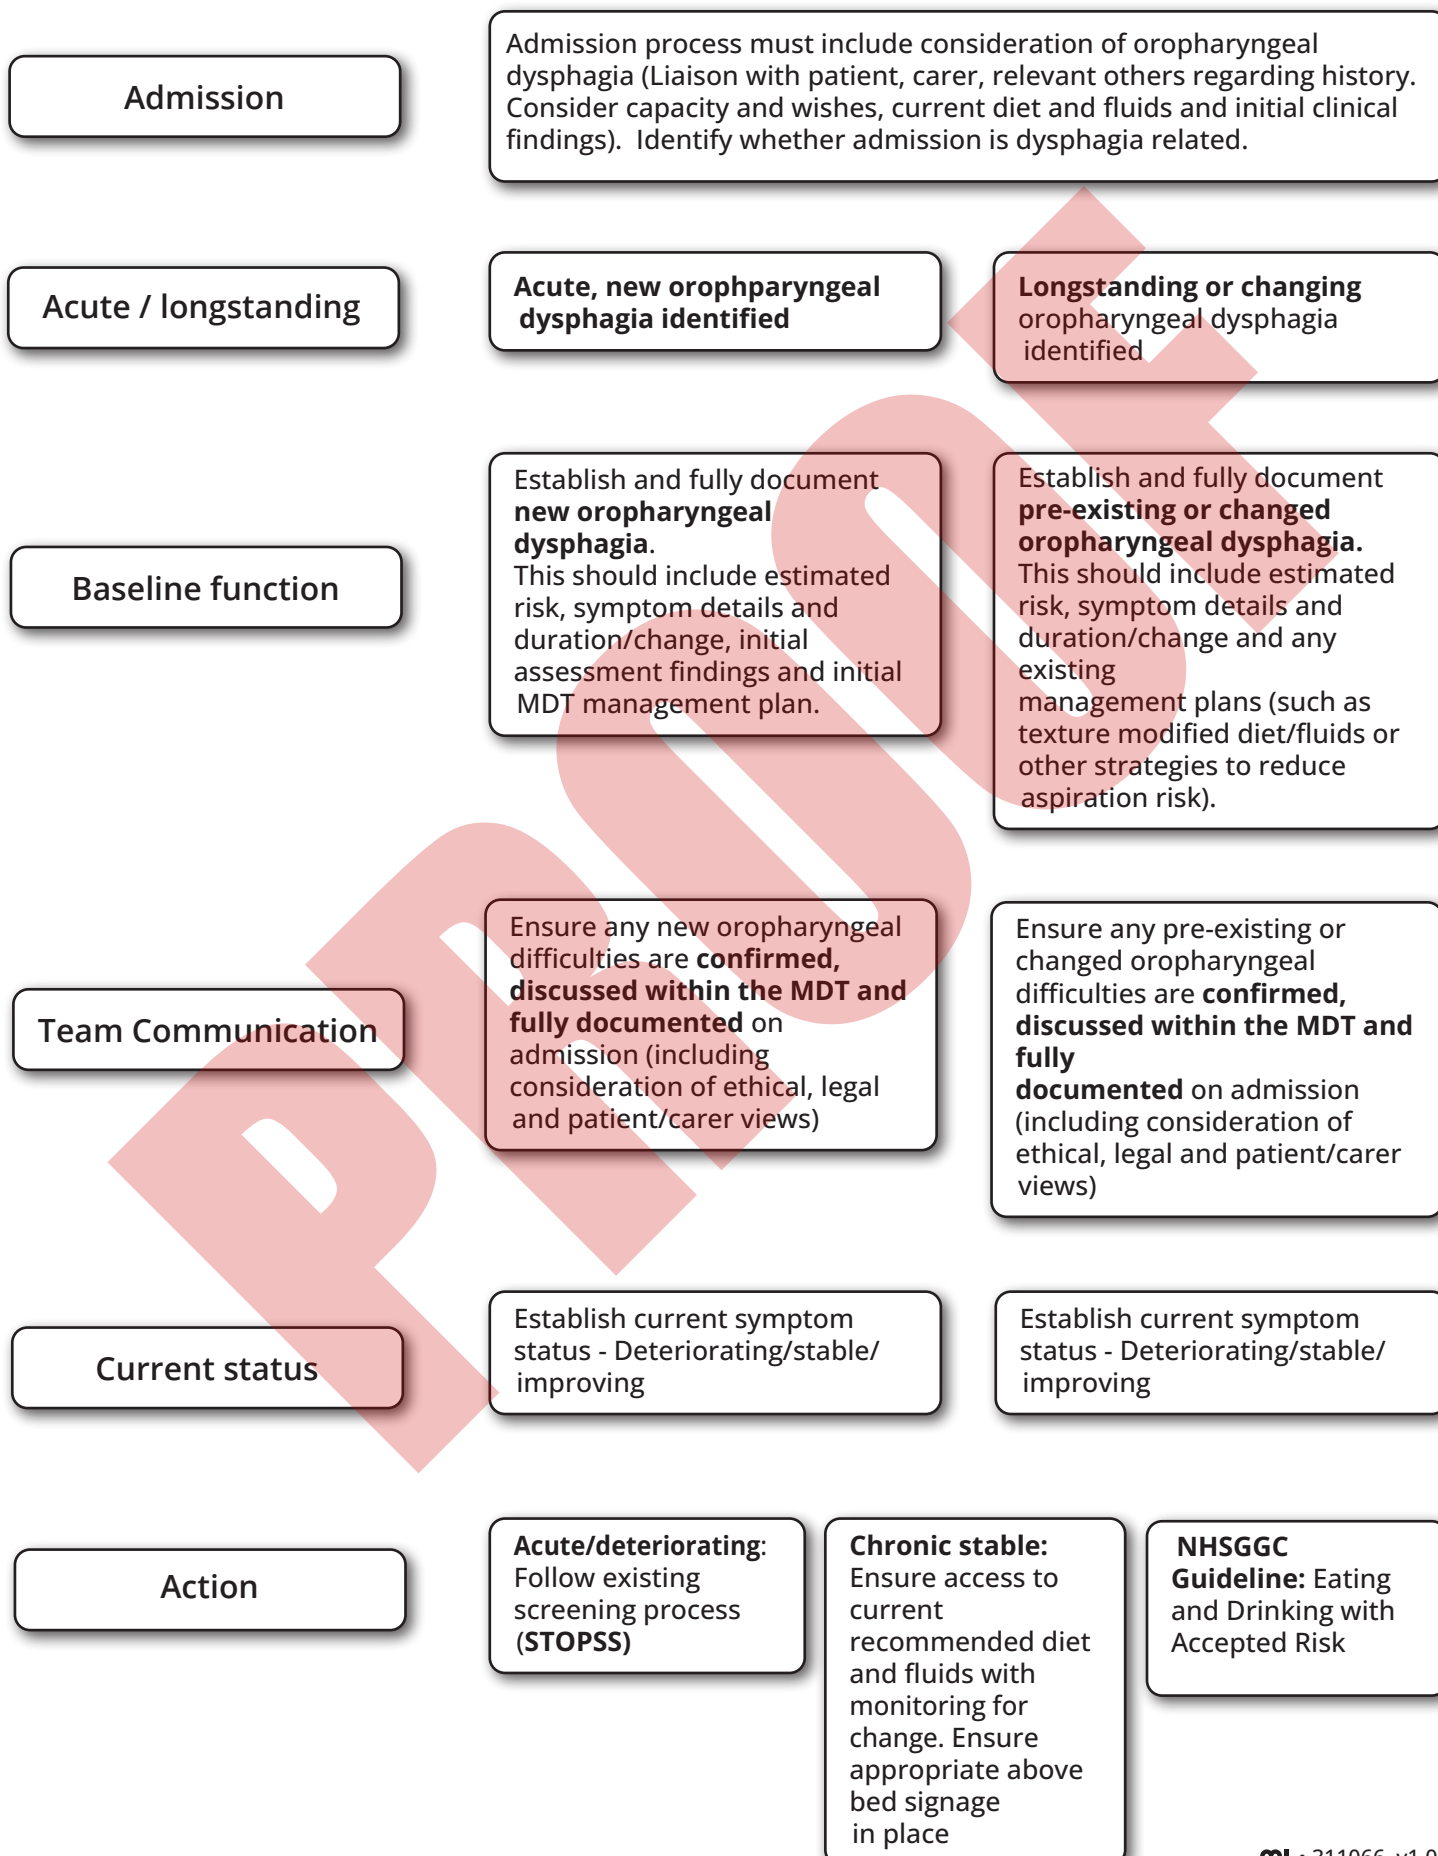 Admission
Admission process must include consideration of oropharyngeal
dysphagia (Liaison with patient, carer, relevant others regarding history.
Consider capacity and wishes, current diet and fluids and initial clinical
findings).  Identify whether admission is dysphagia related.
Acute / longstanding
Acute, new orophparyngeal
dysphagia identified
Longstanding or changing
oropharyngeal dysphagia
identified
Baseline function
Establish and fully document
new oropharyngeal
dysphagia.
This should include estimated
risk, symptom details and
duration/change, initial
assessment findings and initial
MDT management plan.
Establish and fully document
pre-existing or changed
oropharyngeal dysphagia.
This should include estimated
risk, symptom details and
duration/change and any
existing
management plans (such as
texture modified diet/fluids or
other strategies to reduce
aspiration risk).
Team Communication
Ensure any new oropharyngeal
difficulties are confirmed,
discussed within the MDT and
fully documented on
admission (including
consideration of ethical, legal
and patient/carer views)
Ensure any pre-existing or
changed oropharyngeal
difficulties are confirmed,
discussed within the MDT and
fully
documented on admission
(including consideration of
ethical, legal and patient/carer
views)
Current status
Establish current symptom
status - Deteriorating/stable/
improving
Establish current symptom
status - Deteriorating/stable/
improving
Action
Acute/deteriorating:
Follow existing
screening process
(STOPSS)
Chronic stable:
Ensure access to
current
recommended diet
and fluids with
monitoring for
change. Ensure
appropriate above
bed signage
in place
NHSGGC
Guideline: Eating
and Drinking with
Accepted Risk
PROOF